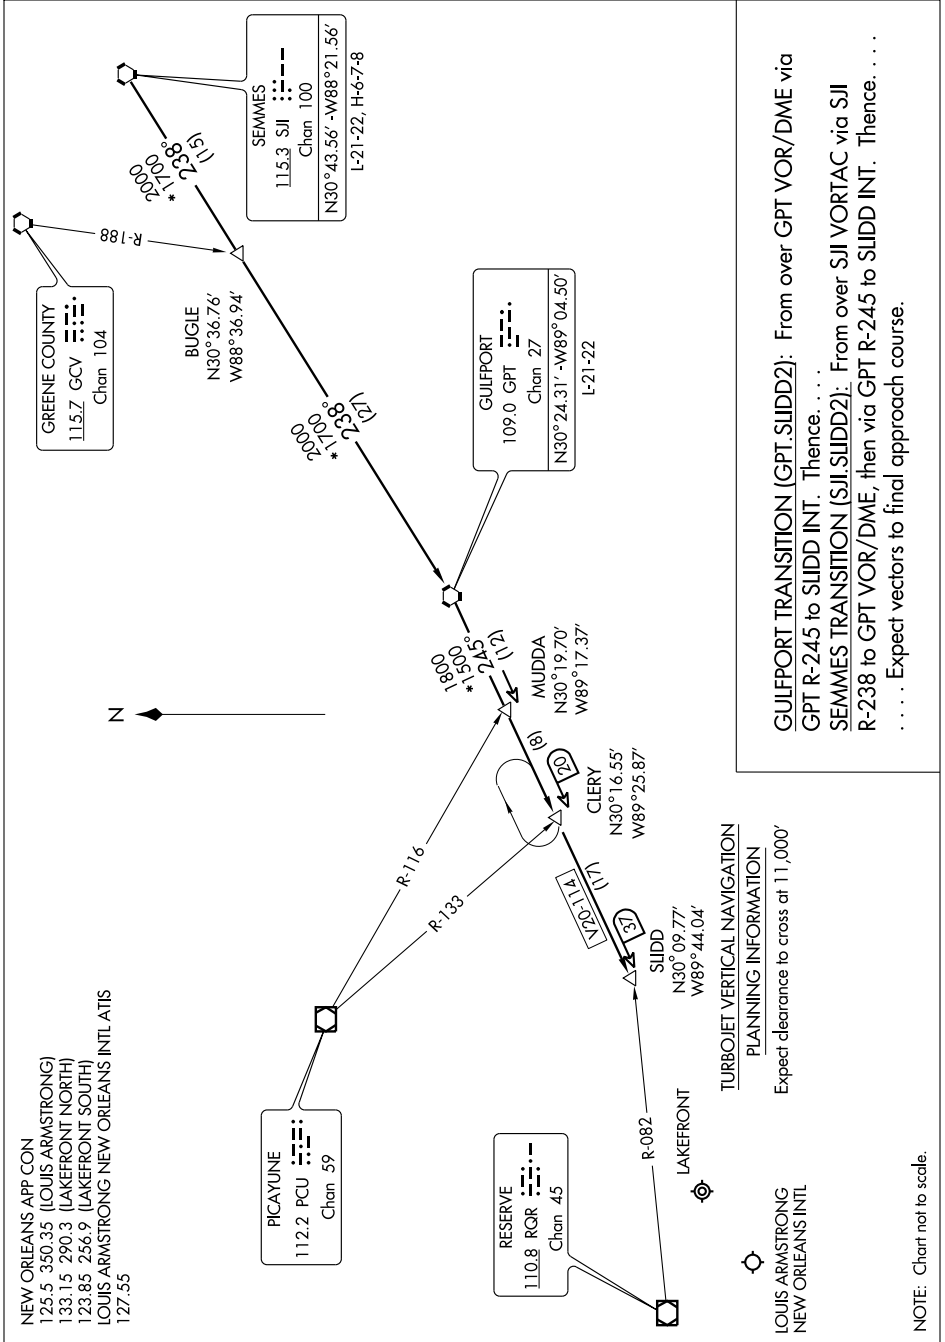 NEW ORLEANS APP CON
125.5 350.35 (LOUIS ARMSTRONG)
133.15 290.3 (LAKEFRONT NORTH)
123.85 256.9 (LAKEFRONT SOUTH)
LOUIS ARMSTRONG NEW ORLEANS INTL ATIS
127.55
GREENE COUNTY
115.7 GCV
Chan 104
R-188
SEMMES
115.3 SJI
Chan 100
N30°43.56' -W88°21.56'
L-21-22, H-6-7-8
2000
*1700
238°
(15)
BUGLE
N30°36.76'
W88°36.94'
2000
*1700
238°
(27)
GULFPORT
109.0 GPT
Chan 27
N30°24.31' -W89°04.50'
L-21-22
N
1800
*1500
245°
(12)
MUDDA
N30°19.70'
W89°17.37'
(8)
20
CLERY
N30°16.55'
W89°25.87'
R-116
R-133
V20-114
(17)
37
SLIDD
N30°09.77'
W89°44.04'
PICAYUNE
112.2 PCU
Chan 59
RESERVE
110.8 RQR
Chan 45
R-082
LAKEFRONT
LOUIS ARMSTRONG
NEW ORLEANS INTL
TURBOJET VERTICAL NAVIGATION
PLANNING INFORMATION
Expect clearance to cross at 11,000'
NOTE: Chart not to scale.
GULFPORT TRANSITION (GPT.SLIDD2): From over GPT VOR/DME via
GPT R-245 to SLIDD INT. Thence. . . .
SEMMES TRANSITION (SJI.SLIDD2): From over SJI VORTAC via SJI
R-238 to GPT VOR/DME, then via GPT R-245 to SLIDD INT. Thence. . . .
. . . . Expect vectors to final approach course.